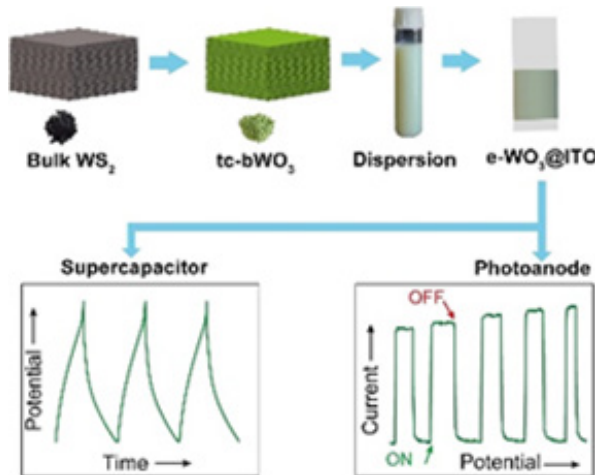 Bulk WS₂
tc-bWO₃
Dispersion
e-WO₃@ITO
Supercapacitor
Potential
Time
Photoanode
OFF
Current
ON
Potential